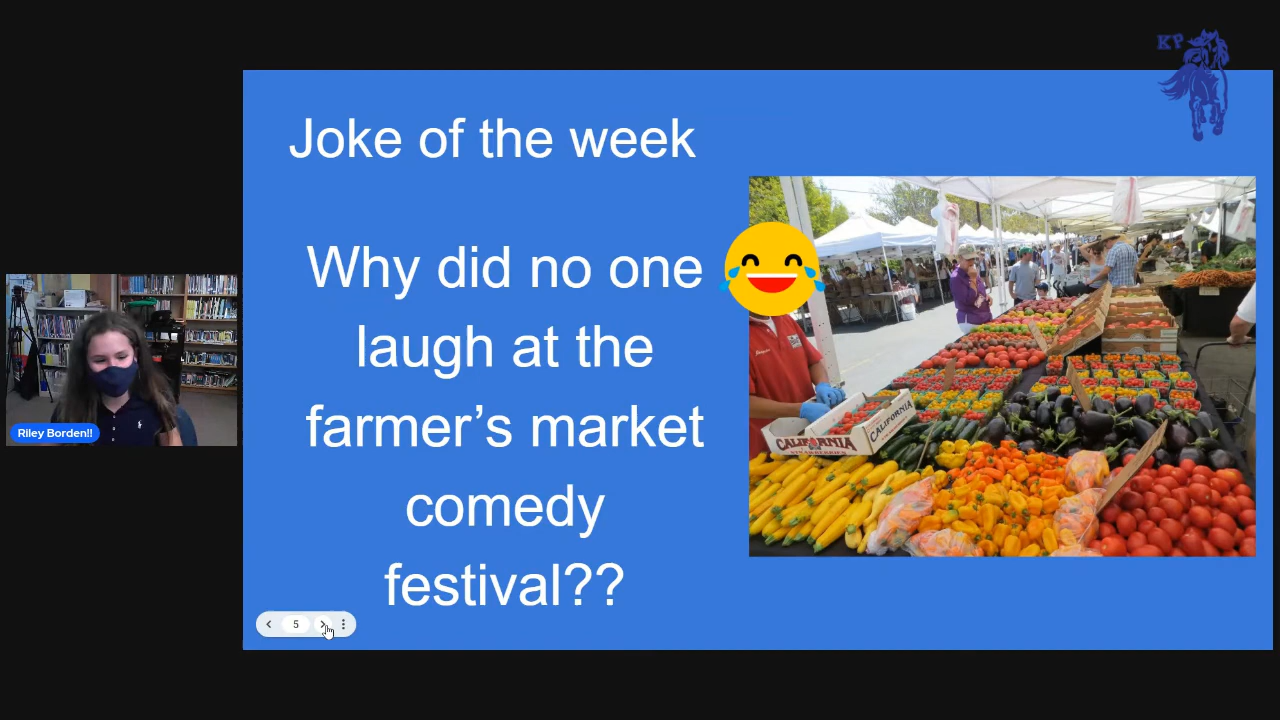 KP
Joke of the week
Why did no one
laugh at the
farmer’s market
comedy
festival??
CALIFORNIA
STRAWBERRIES
CALIFORNIA
Riley Borden!!
5